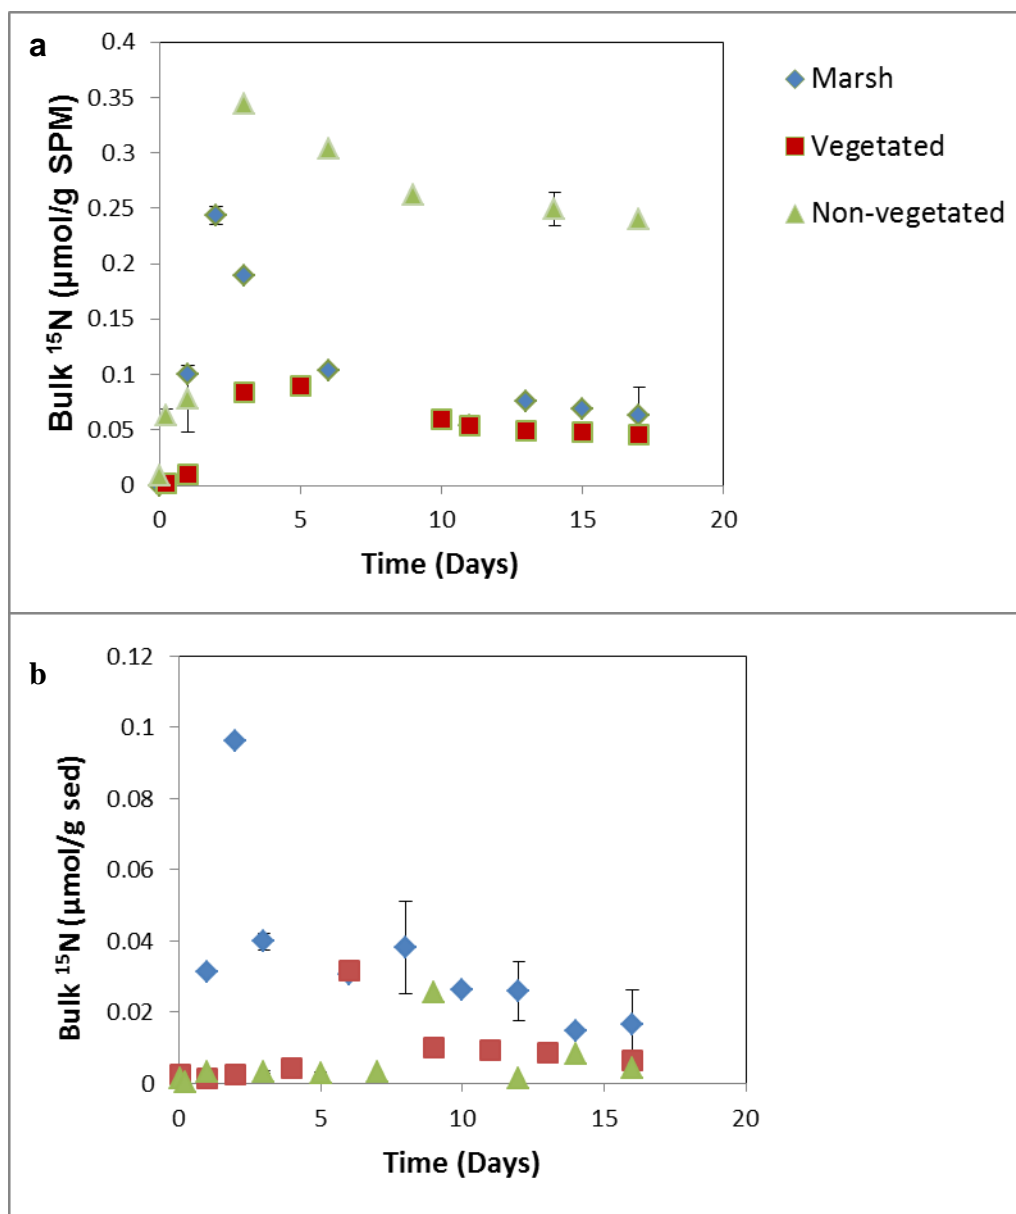 a
Bulk ¹⁵N (µmol/g SPM)
0.4
0.35
0.3
0.25
0.2
0.15
0.1
0.05
0
0 5 10 15 20
Time (Days)
Marsh
Vegetated
Non-vegetated
b
Bulk ¹⁵N (µmol/g sed)
0.12
0.1
0.08
0.06
0.04
0.02
0
0 5 10 15 20
Time (Days)